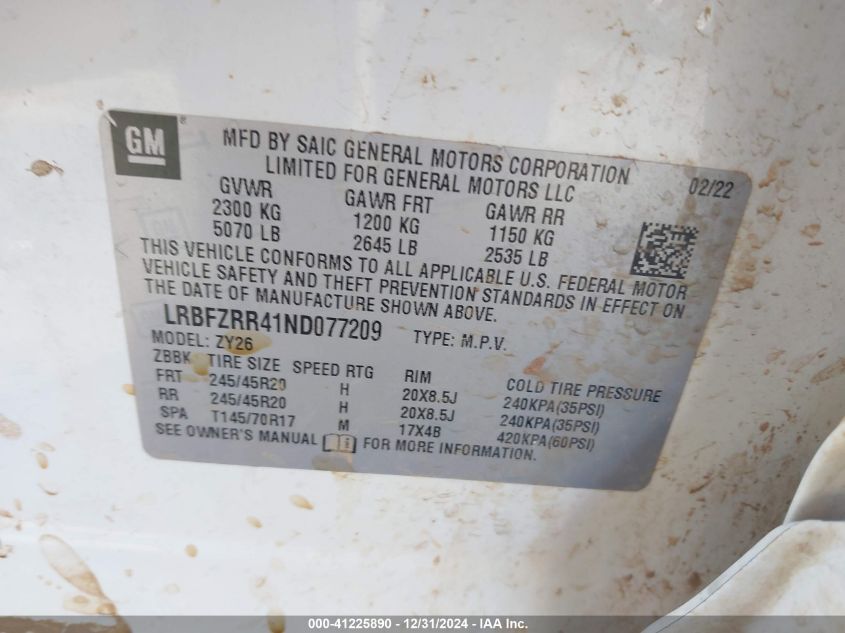 GM®
MFD BY SAIC GENERAL MOTORS CORPORATION
LIMITED FOR GENERAL MOTORS LLC
02/22
GVWR GAWR FRT GAWR RR
2300 KG 1200 KG 1150 KG
5070 LB 2645 LB 2535 LB
THIS VEHICLE CONFORMS TO ALL APPLICABLE U.S. FEDERAL MOTOR
VEHICLE SAFETY AND THEFT PREVENTION STANDARDS IN EFFECT ON
THE DATE OF MANUFACTURE SHOWN ABOVE.
LRBFZRR41ND077209 TYPE: M.P.V.
MODEL: ZY26
ZBBK TIRE SIZE SPEED RTG RIM COLD TIRE PRESSURE
FRT 245/45R20 H 20X8.5J 240KPA(35PSI)
RR 245/45R20 H 20X8.5J 240KPA(35PSI)
SPA T145/70R17 M 17X4B 420KPA(60PSI)
SEE OWNER'S MANUAL FOR MORE INFORMATION.
000-41225890 - 12/31/2024 - IAA Inc.